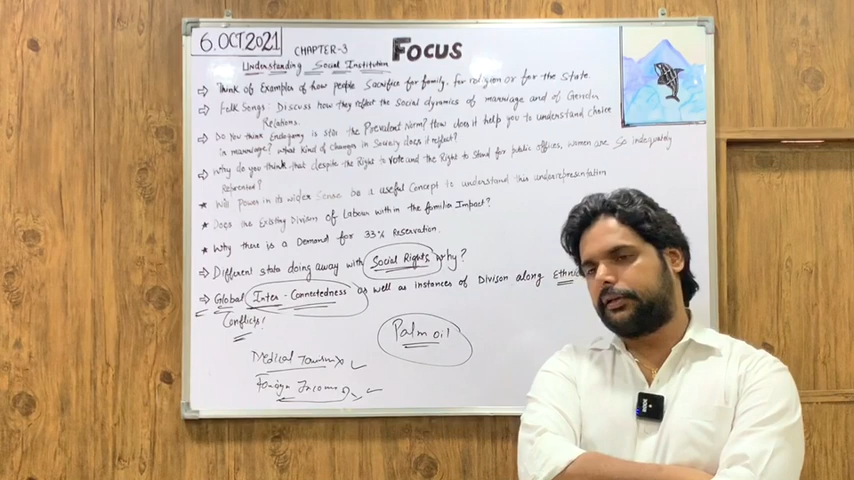 6.OCT.2021
CHAPTER-3
FOCUS
Understanding Social Institution
Think of Examples of how people Sacrifice for family, for religion or for the State.
Folk Songs: Discuss how they reflect the social dynamics of marriage and of Gender
Relations.
Do you think Endogamy is still the Prevalent Norm? How does it help you to understand choice
in marriage? What kind of changes in Society does it reflect?
Why do you think that despite the Right to vote and the Right to Stand for public offices, women are so
★ Will power in its wider Sense be a useful Concept to understand this underrepresentation
★ Does the Existing Division of Labour within the families Impact?
★ Why there is a Demand for 33% Reservation.
Different state doing away with Social Rights why?
Global Inter-Connectedness as well as instances of Divison along
Conflicts!
Palm oil
Medical Tourism
Foreign Income